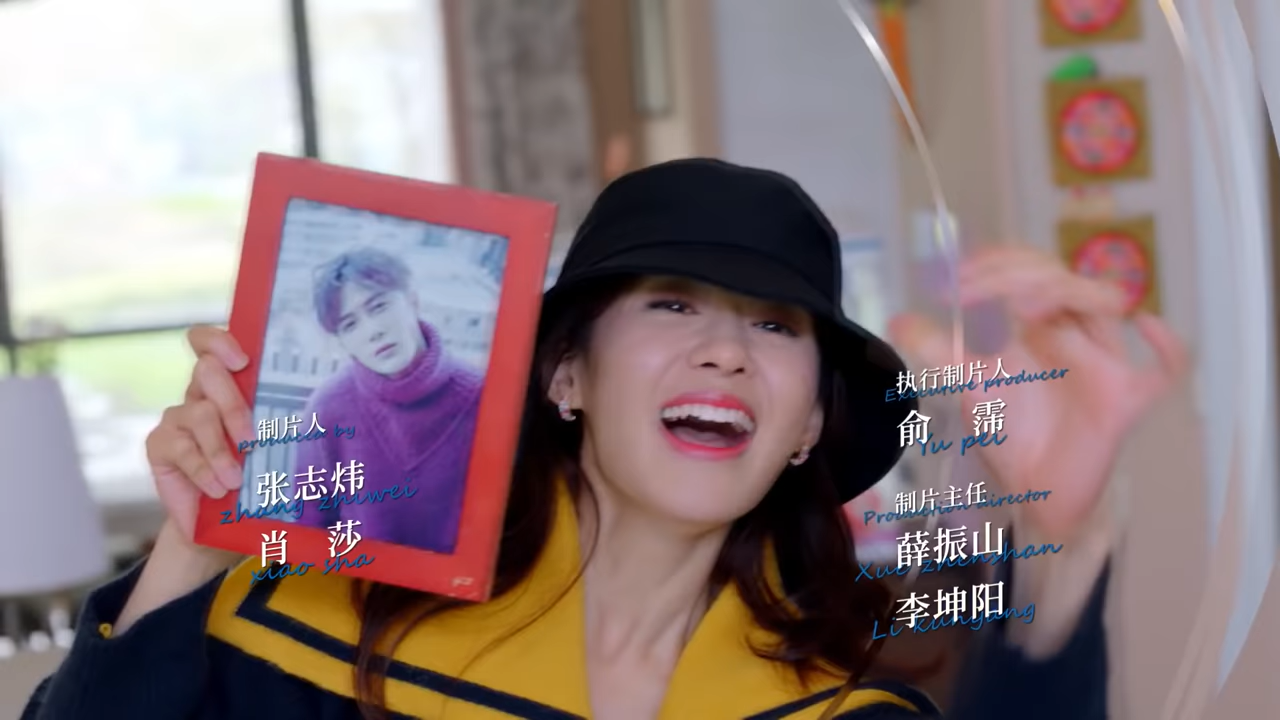 制片人
produced by
张志炜
zhang zhiwei
肖 莎
xiao sha
执行制片人
Executive producer
俞 霈
Yu pei
制片主任
Production director
薛振山
Xue zhenshan
李坤阳
Li kunyang